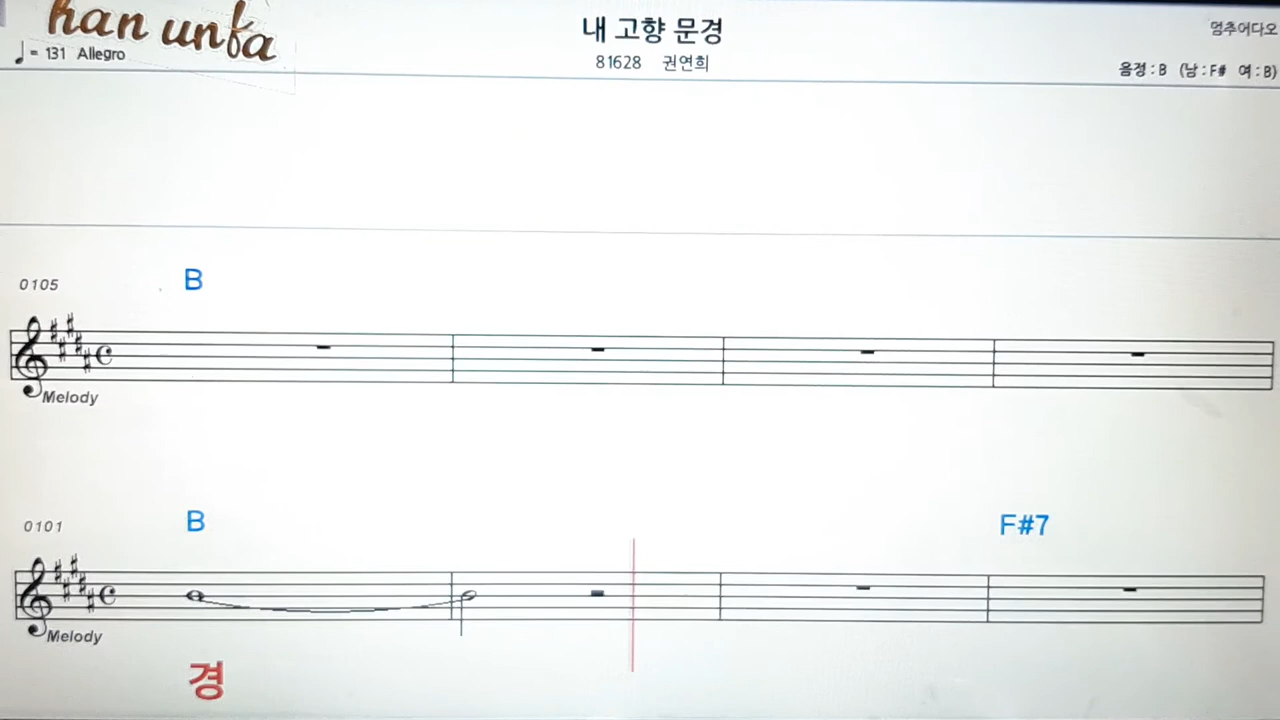 han unfa
♩= 131 Allegro
내 고향 문경
81628 권연희
멈추어다오
음정 : B (남 : F# 여 : B)
0105
B
Melody
0101
B
F#7
Melody
경